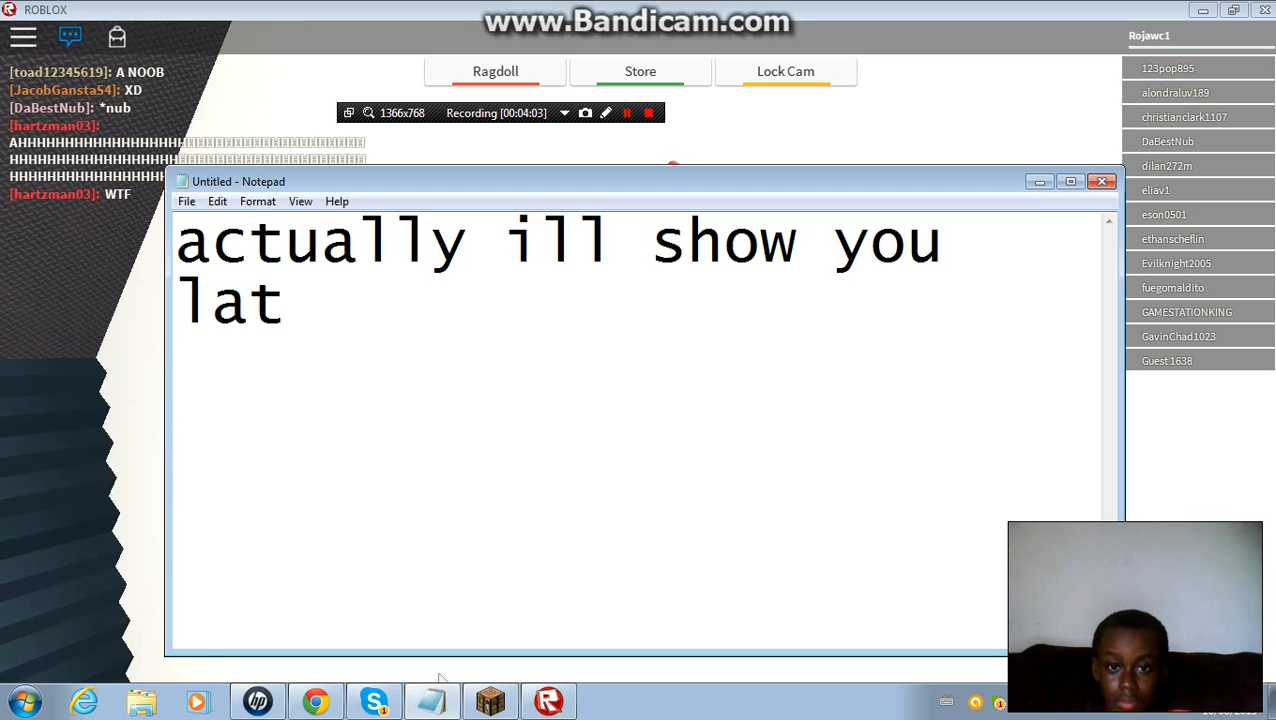 ROBLOX
www.Bandicam.com
Rojawc1
[toad12345619]: A NOOB
[JacobGansta54]: XD
[DaBestNub]: *nub
[hartzman03]:
WTF
Ragdoll
Store
Lock Cam
1366x768
Recording [00:04:03]
123pop895
alondraluv189
christianclark1107
DaBestNub
dilan272m
eliav1
eson0501
ethanscheflin
Evilknight2005
fuegomaldito
GAMESTATIONKING
GavinChad1023
Guest 1638
[hartzman03]: WTF
Untitled - Notepad
File Edit Format View Help
actually ill show you
lat
hp